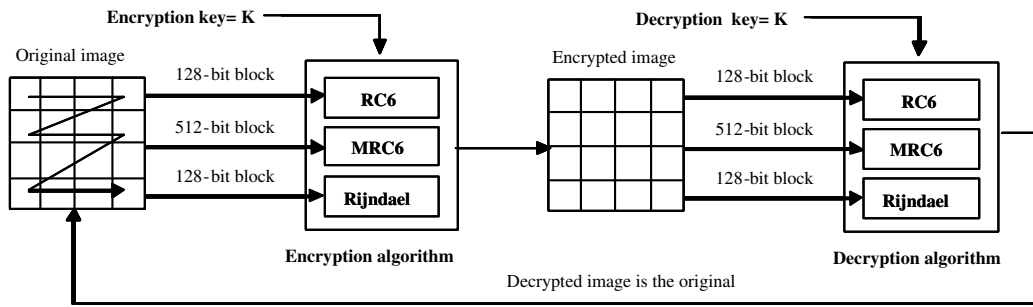 Encryption key= K
Decryption key= K
Original image
Encrypted image
128-bit block
RC6
512-bit block
MRC6
128-bit block
Rijndael
Encryption algorithm
128-bit block
RC6
512-bit block
MRC6
128-bit block
Rijndael
Decryption algorithm
Decrypted image is the original